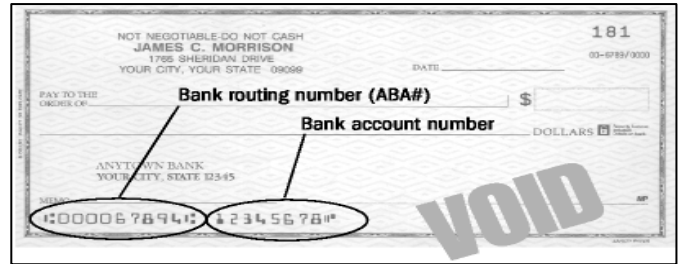 NOT NEGOTIABLE-DO NOT CASH
JAMES C. MORRISON
1765 SHERIDAN DRIVE
YOUR CITY, YOUR STATE 09099
181
00-6789/0000
DATE
PAY TO THE
ORDER OF
$
Bank routing number (ABA#)
Bank account number
DOLLARS
ANYTOWN BANK
YOUR CITY, STATE 12345
MEMO
VOID
MP
⑆000067894⑆ 12345678⑈